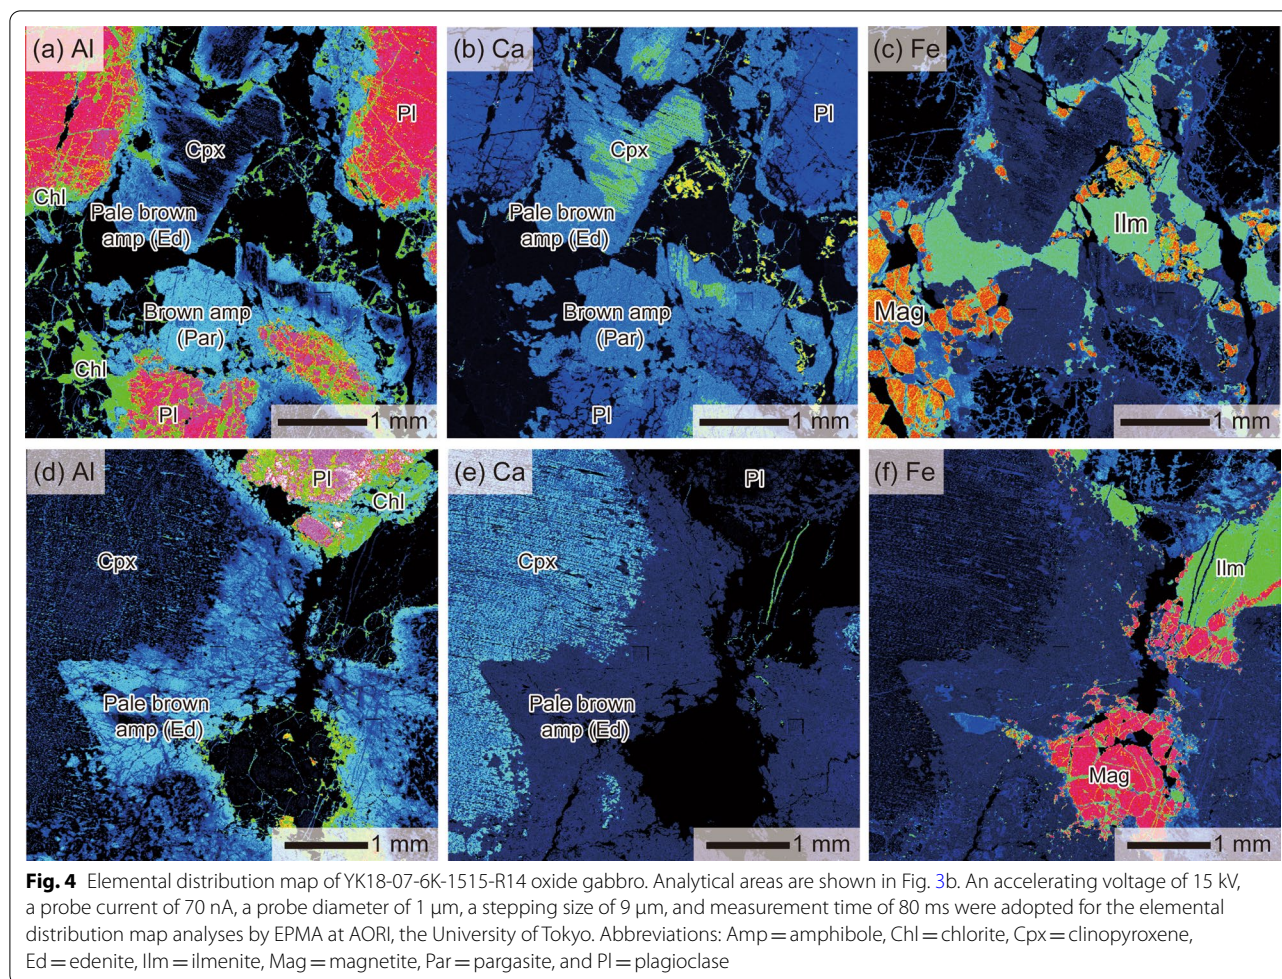 (a) Al
Pl
Cpx
Chl
Pale brown
amp (Ed)
Brown amp
(Par)
Chl
Pl
1 mm
(b) Ca
Pl
Cpx
Pale brown
amp (Ed)
Brown amp
(Par)
Pl
1 mm
(c) Fe
Ilm
Mag
1 mm
(d) Al
Pl
Chl
Cpx
Pale brown
amp (Ed)
1 mm
(e) Ca
Pl
Cpx
Pale brown
amp (Ed)
1 mm
(f) Fe
Ilm
Mag
1 mm
Fig. 4 Elemental distribution map of YK18-07-6K-1515-R14 oxide gabbro. Analytical areas are shown in Fig. 3b. An accelerating voltage of 15 kV,
a probe current of 70 nA, a probe diameter of 1 μm, a stepping size of 9 μm, and measurement time of 80 ms were adopted for the elemental
distribution map analyses by EPMA at AORI, the University of Tokyo. Abbreviations: Amp = amphibole, Chl = chlorite, Cpx = clinopyroxene,
Ed = edenite, Ilm = ilmenite, Mag = magnetite, Par = pargasite, and Pl = plagioclase